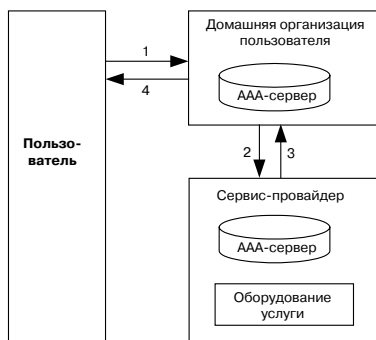 Домашняя организация
пользователя
1
4
ААА-сервер
Пользо-
ватель
2
3
Сервис-провайдер
ААА-сервер
Оборудование
услуги